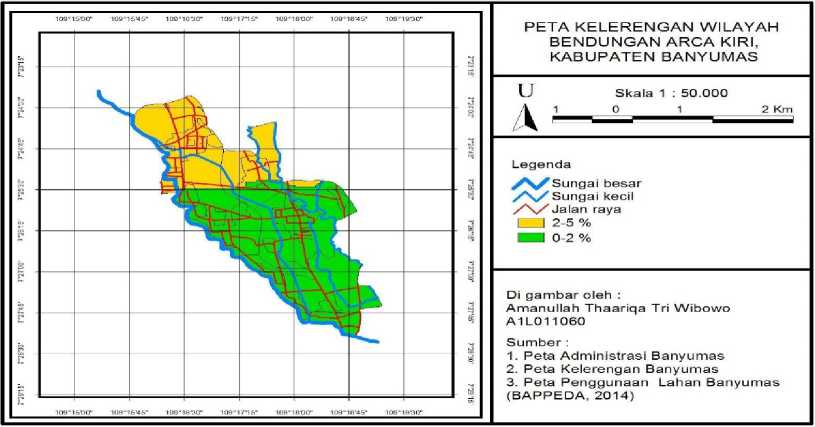 109°15'00" 109°15'45" 109°16'30" 109°17'15" 109°18'00" 109°18'45" 109°19'30"
PETA KELERENGAN WILAYAH
BENDUNGAN ARCA KIRI,
KABUPATEN BANYUMAS
U
Skala 1 : 50.000
1 0 1 2 Km
Legenda
Sungai besar
Sungai kecil
Jalan raya
2-5 %
0-2 %
Di gambar oleh :
Amanullah Thaariqa Tri Wibowo
A1L011060
Sumber :
1. Peta Administrasi Banyumas
2. Peta Kelerengan Banyumas
3. Peta Penggunaan Lahan Banyumas
(BAPPEDA, 2014)
109°15'00" 109°15'45" 109°16'30" 109°17'15" 109°18'00" 109°18'45" 109°19'30"